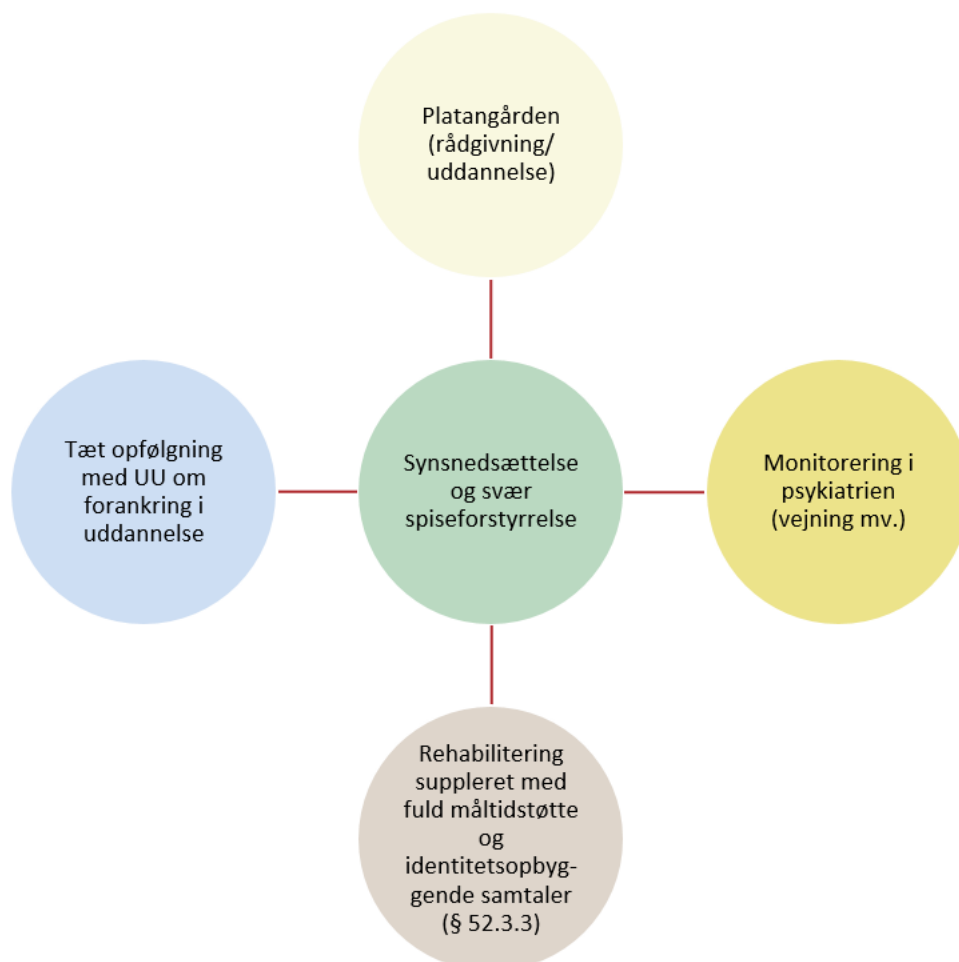 Platangården
(rådgivning/
uddannelse)
Tæt opfølgning
med UU om
forankring i
uddannelse
Synsnedsættelse
og svær
spiseforstyrrelse
Monitorering i
psykiatrien
(vejning mv.)
Rehabilitering
suppleret med
fuld måltidstøtte
og
identitetsopbyg-
gende samtaler
(§ 52.3.3)